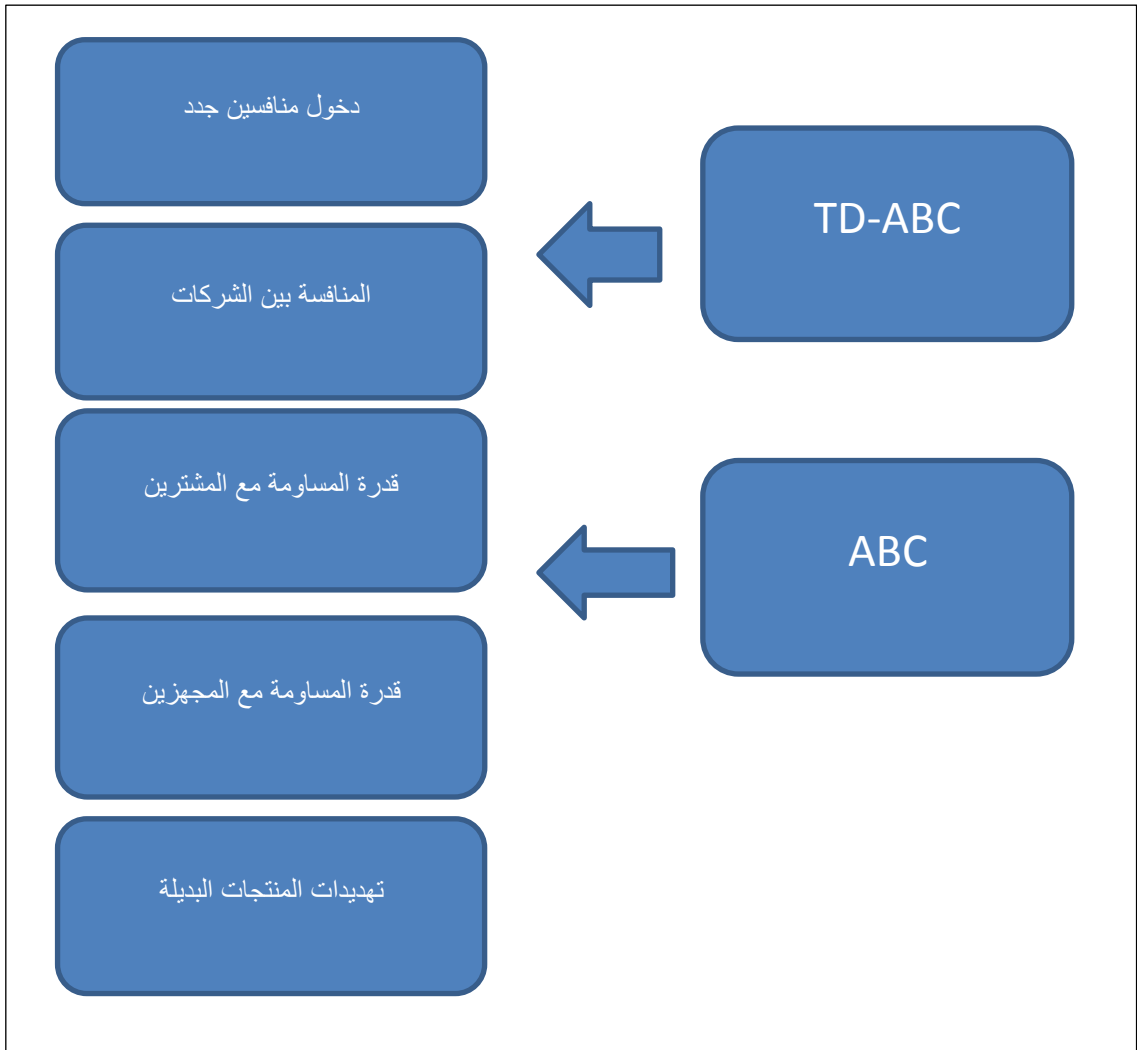 دخول منافسين جدد
TD-ABC
المنافسة بين الشركات
قدرة المساومة مع المشترين
ABC
قدرة المساومة مع المجهزين
تهديدات المنتجات البديلة